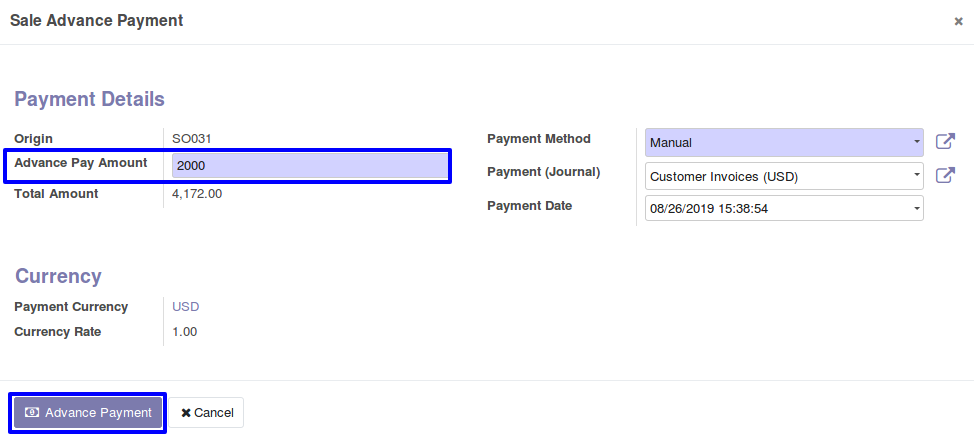 Sale Advance Payment
Payment Details
Origin SO031
Advance Pay Amount 2000
Total Amount 4,172.00
Payment Method Manual
Payment (Journal) Customer Invoices (USD)
Payment Date 08/26/2019 15:38:54
Currency
Payment Currency USD
Currency Rate 1.00
Advance Payment
Cancel